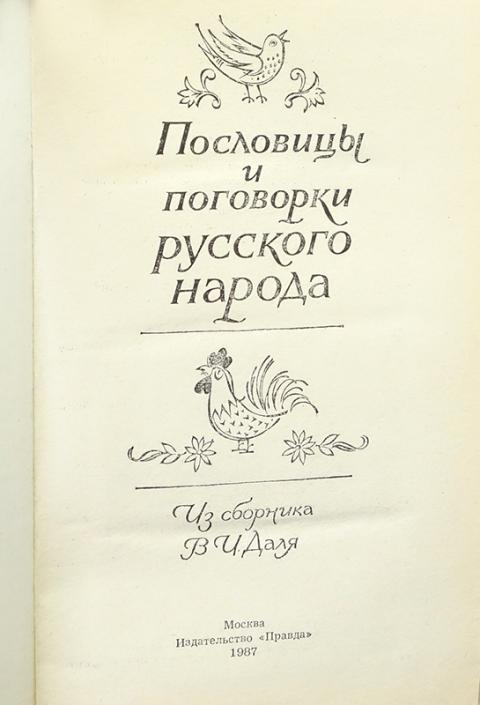 Пословицы
и
поговорки
русского
народа
Из сборника
В. И. Даля
Москва
Издательство «Правда»
1987